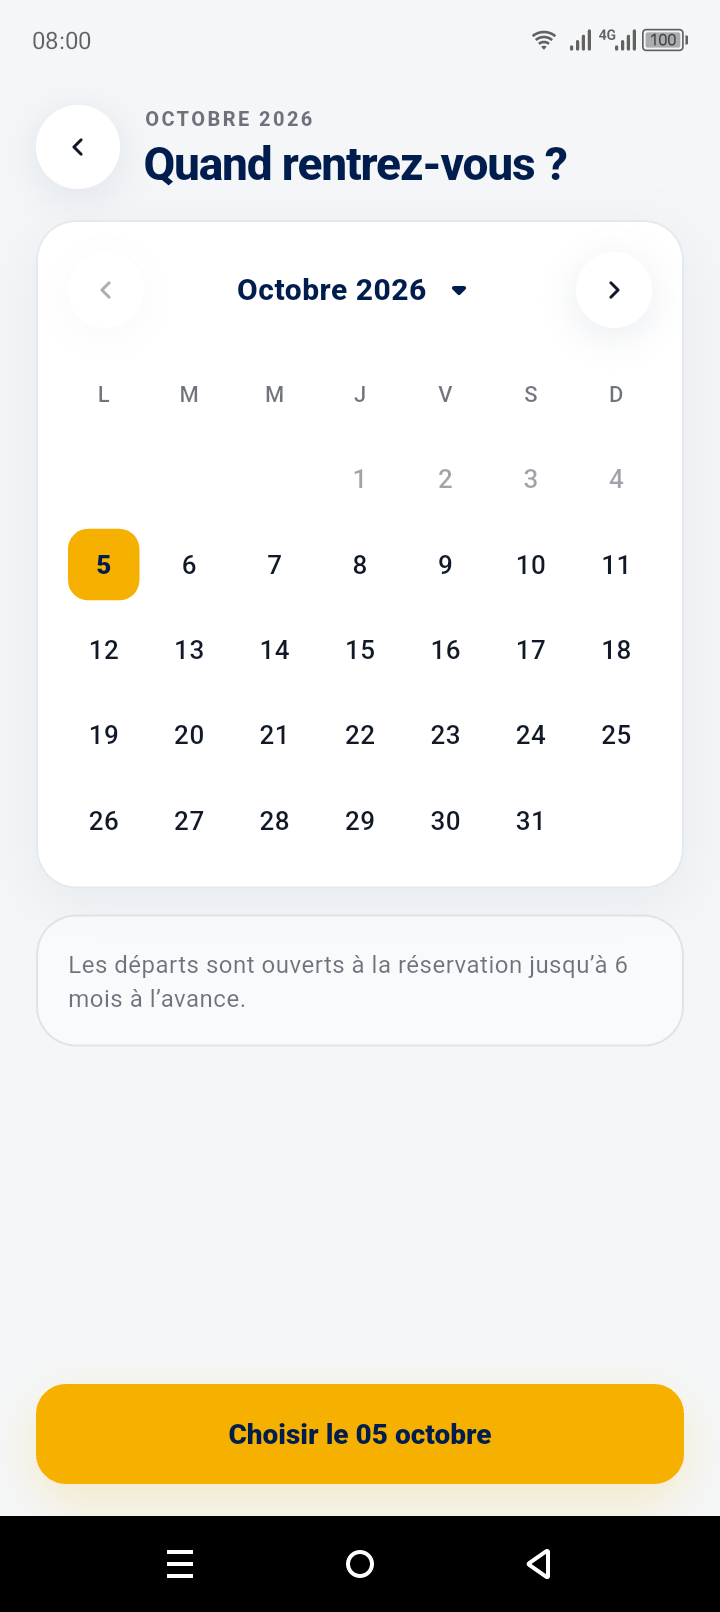 08:00
4G
100
OCTOBRE 2026
Quand rentrez-vous ?
Octobre 2026
L M M J V S D
1 2 3 4
5 6 7 8 9 10 11
12 13 14 15 16 17 18
19 20 21 22 23 24 25
26 27 28 29 30 31
Les départs sont ouverts à la réservation jusqu’à 6
mois à l’avance.
Choisir le 05 octobre